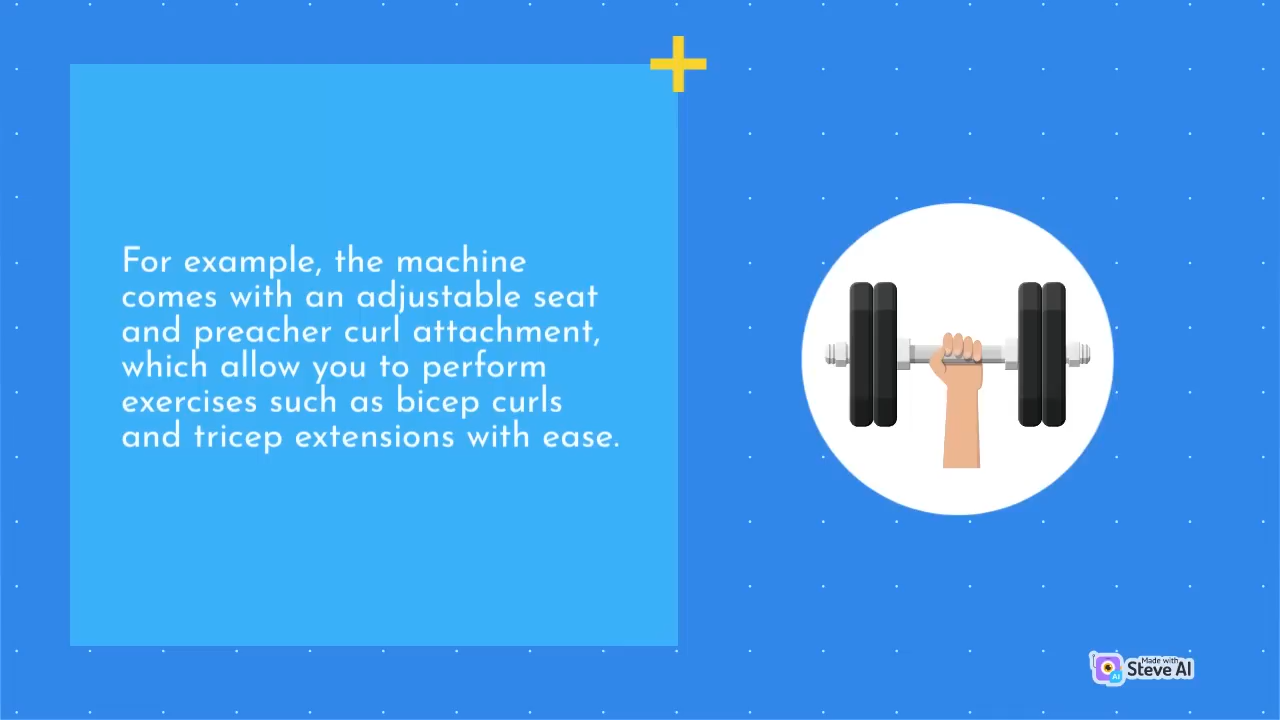 For example, the machine
comes with an adjustable seat
and preacher curl attachment,
which allow you to perform
exercises such as bicep curls
and tricep extensions with ease.
Made with
Steve AI
AI